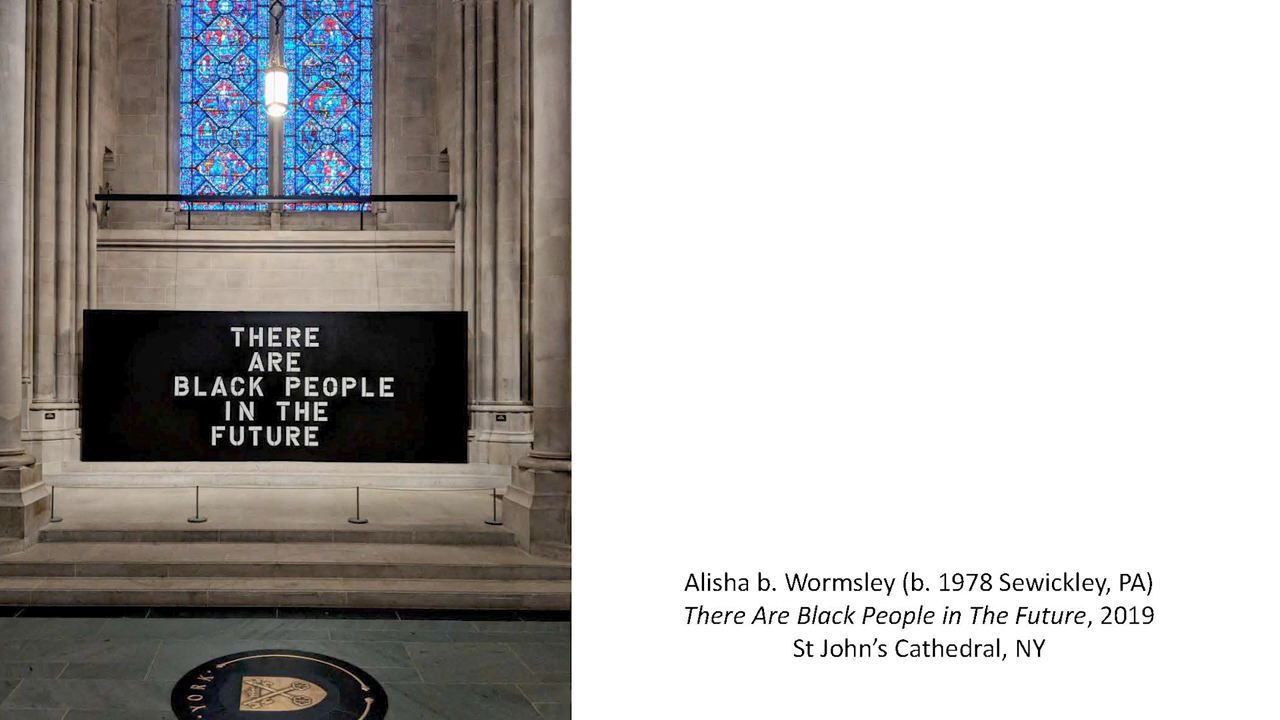 THERE
ARE
BLACK PEOPLE
IN THE
FUTURE
YORK
Alisha b. Wormsley (b. 1978 Sewickley, PA)
There Are Black People in The Future, 2019
St John’s Cathedral, NY